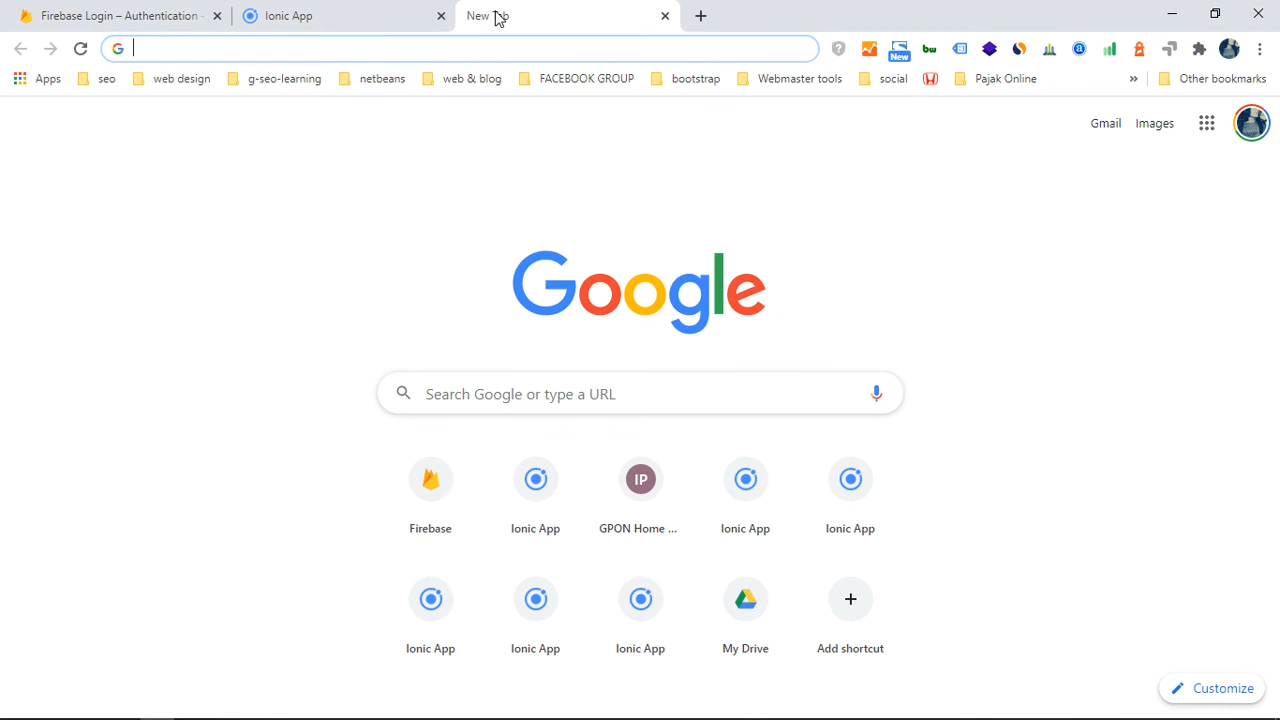 Firebase Login – Authentication -
Ionic App
New
New
Apps
seo
web design
g-seo-learning
netbeans
web & blog
FACEBOOK GROUP
bootstrap
Webmaster tools
social
Pajak Online
»
Other bookmarks
Gmail
Images
Google
Search Google or type a URL
IP
Firebase
Ionic App
GPON Home ...
Ionic App
Ionic App
Ionic App
Ionic App
Ionic App
My Drive
Add shortcut
Customize